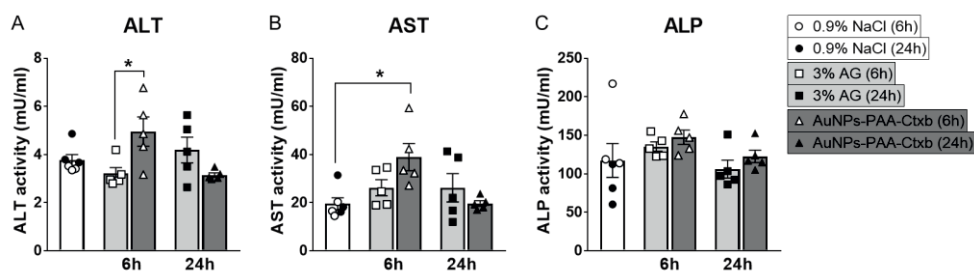 A
ALT
ALT activity (mU/ml)
8
6
4
2
0
*
6h
24h
B
AST
AST activity (mU/ml)
80
60
40
20
0
*
6h
24h
C
ALP
ALP activity (mU/ml)
250
200
150
100
50
6h
24h
0.9% NaCl (6h)
0.9% NaCl (24h)
3% AG (6h)
3% AG (24h)
AuNPs-PAA-Ctxb (6h)
AuNPs-PAA-Ctxb (24h)